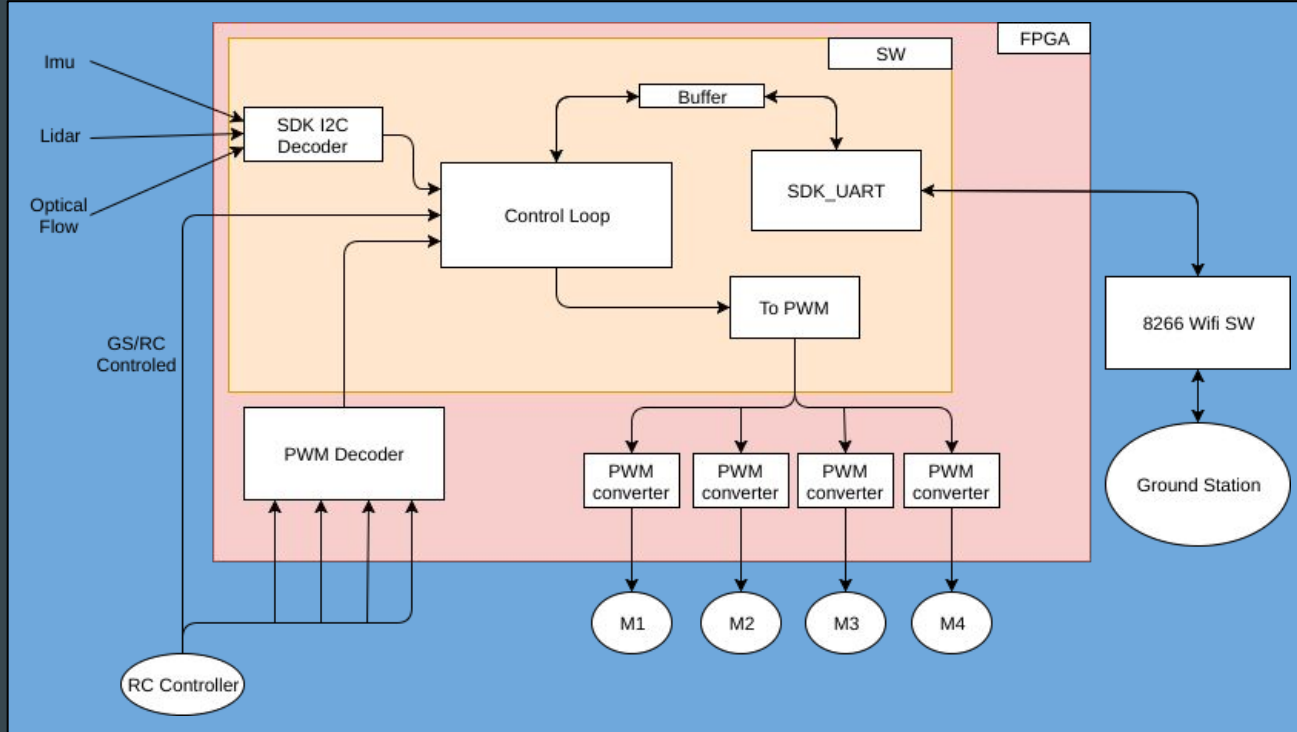 FPGA
SW
Imu
Lidar
Optical
Flow
SDK I2C
Decoder
Buffer
Control Loop
SDK_UART
To PWM
8266 Wifi SW
GS/RC
Controled
PWM Decoder
PWM
converter
PWM
converter
PWM
converter
PWM
converter
Ground Station
M1
M2
M3
M4
RC Controller